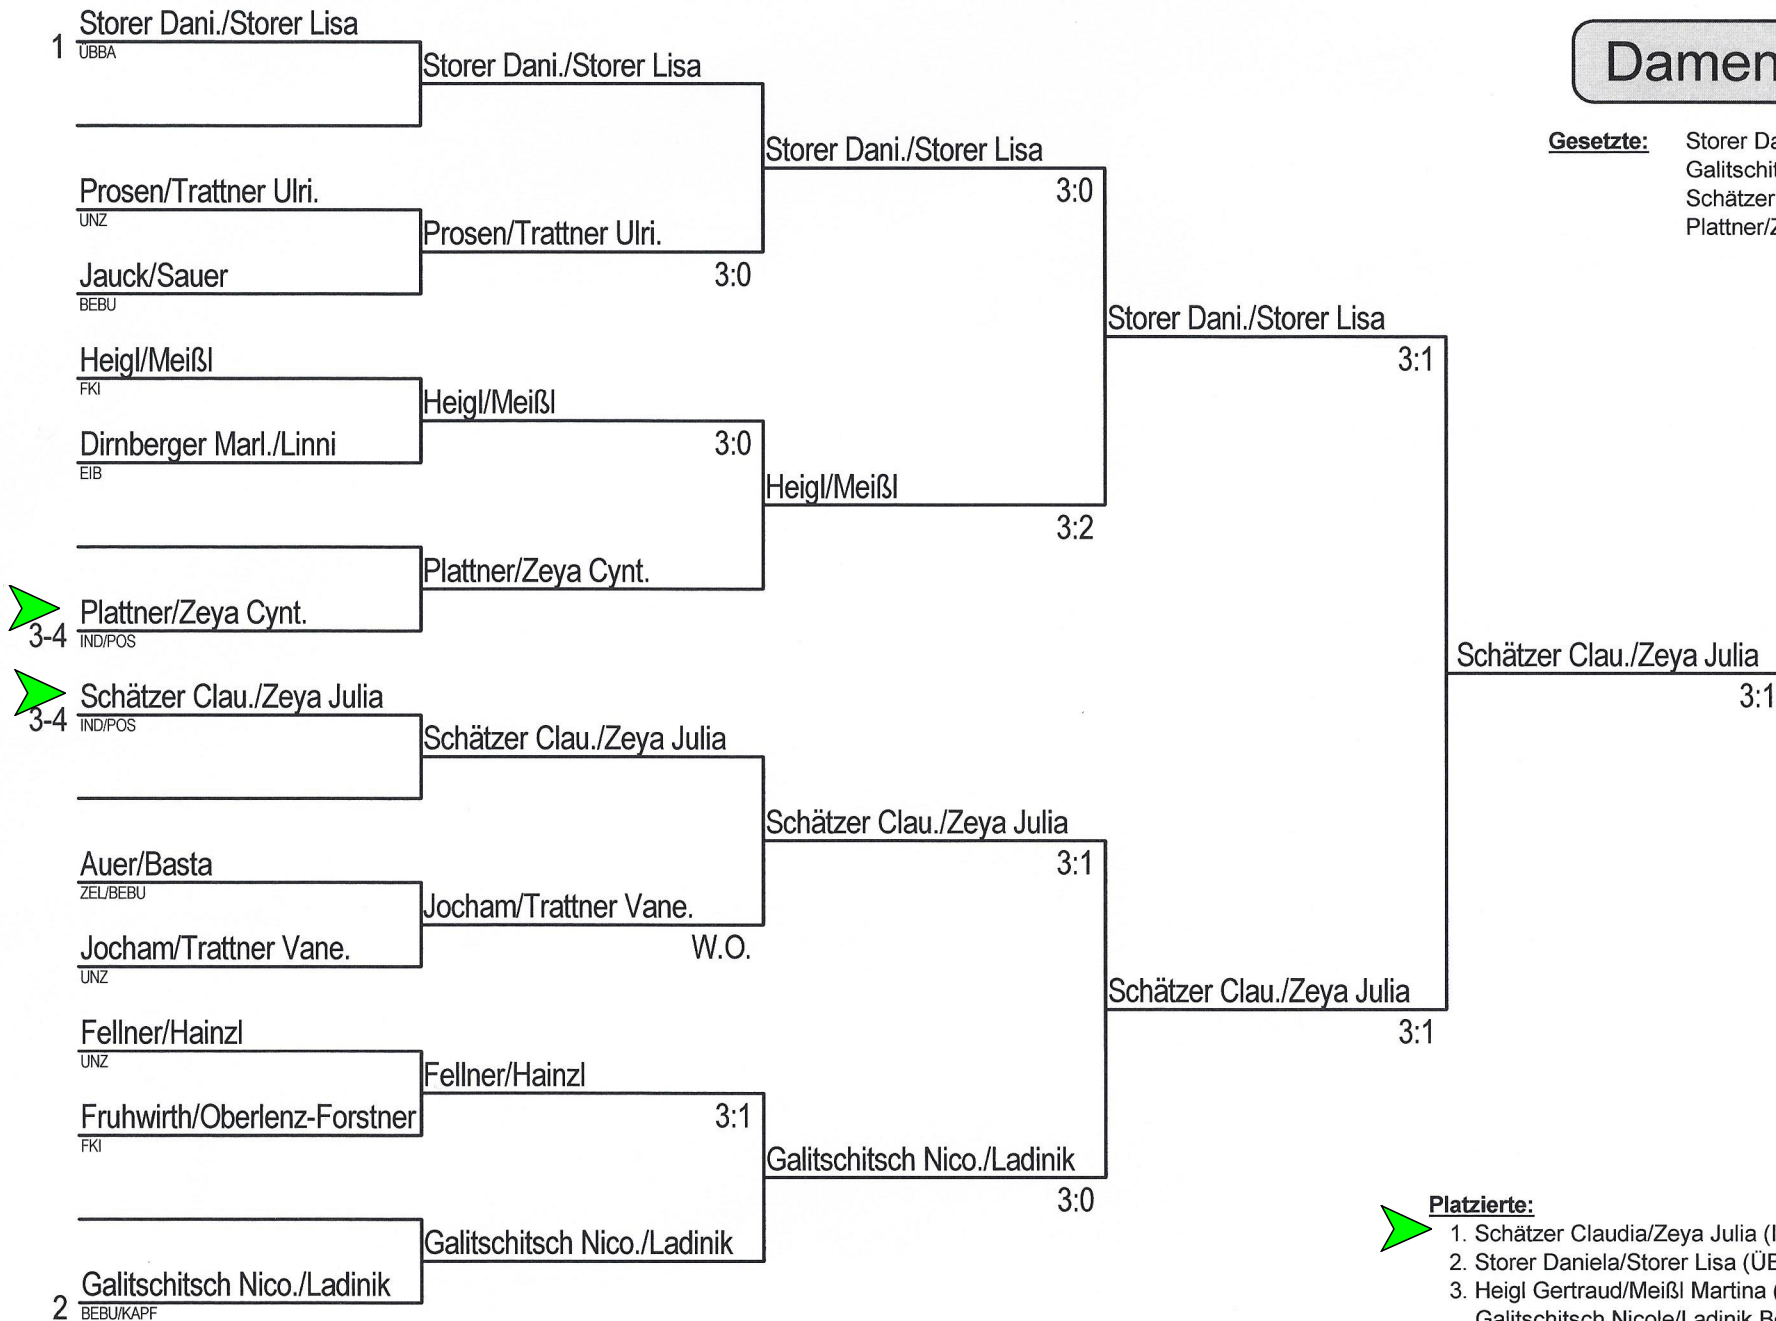 Storer Dani./Storer Lisa
1 ÜBBA
Storer Dani./Storer Lisa
Damen
Storer Dani./Storer Lisa
3:0
Gesetzte: Storer Da
Galitschit
Schätzer
Plattner/Z
Prosen/Trattner Ulri.
UNZ
Prosen/Trattner Ulri.
3:0
Jauck/Sauer
BEBU
Storer Dani./Storer Lisa
3:1
Heigl/Meißl
FKI
Heigl/Meißl
3:0
Dirnberger Marl./Linni
EIB
Heigl/Meißl
3:2
Plattner/Zeya Cynt.
Plattner/Zeya Cynt.
3-4 IND/POS
Schätzer Clau./Zeya Julia
3:1
Schätzer Clau./Zeya Julia
3-4 IND/POS
Schätzer Clau./Zeya Julia
Schätzer Clau./Zeya Julia
3:1
Auer/Basta
ZEL/BEBU
Jocham/Trattner Vane.
W.O.
Jocham/Trattner Vane.
UNZ
Schätzer Clau./Zeya Julia
3:1
Fellner/Hainzl
UNZ
Fellner/Hainzl
3:1
Fruhwirth/Oberlenz-Forstner
FKI
Galitschitsch Nico./Ladinik
3:0
Galitschitsch Nico./Ladinik
Galitschitsch Nico./Ladinik
2 BEBU/KAPF
Platzierte:
1. Schätzer Claudia/Zeya Julia (I
2. Storer Daniela/Storer Lisa (ÜB
3. Heigl Gertraud/Meißl Martina (
Galitschitsch Nicole/Ladinik Be